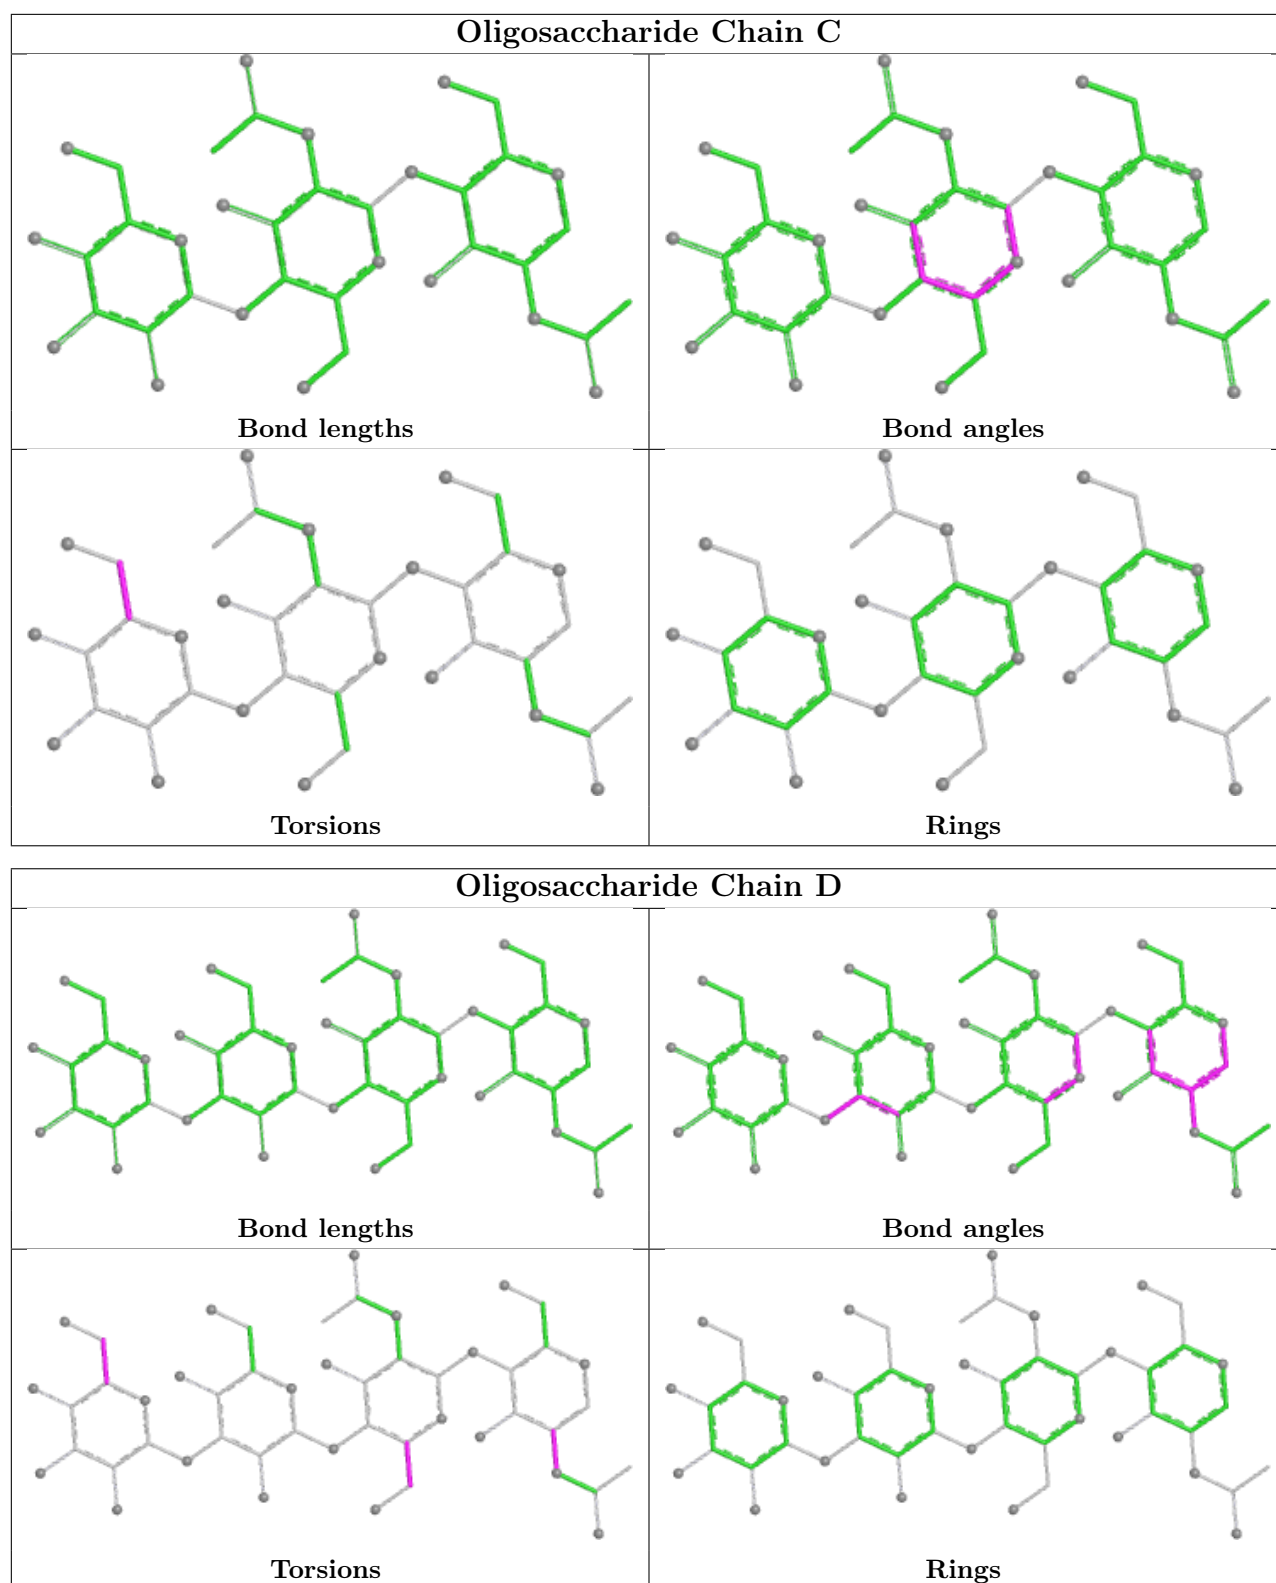 Oligosaccharide Chain C
Bond lengths
Bond angles
Torsions
Rings
Oligosaccharide Chain D
Bond lengths
Bond angles
Torsions
Rings